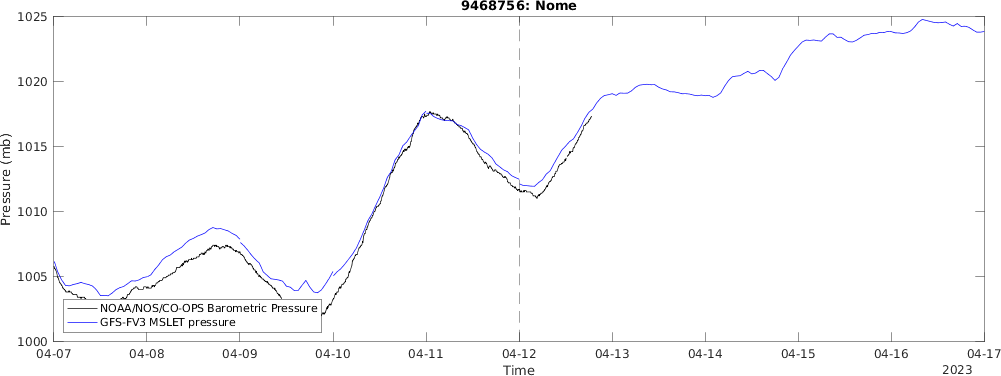 9468756: Nome
1025
1020
1015
1010
1005
1000
Pressure (mb)
NOAA/NOS/CO-OPS Barometric Pressure
GFS-FV3 MSLET pressure
04-07 04-08 04-09 04-10 04-11 04-12 04-13 04-14 04-15 04-16 04-17
Time
2023